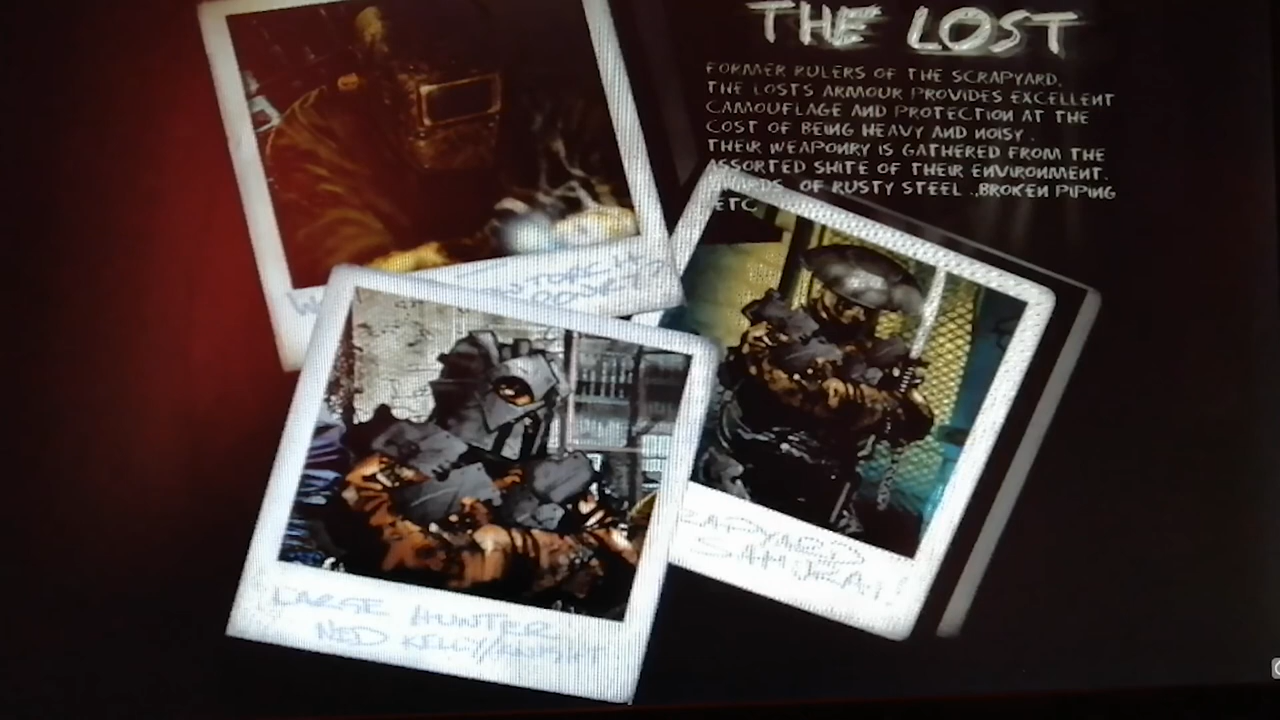 THE LOST
FORMER RULERS OF THE SCRAPYARD.
THE LOSTS ARMOUR PROVIDES EXCELLENT
CAMOUFLAGE AND PROTECTION AT THE
COST OF BEING HEAVY AND NOISY.
THEIR WEAPONRY IS GATHERED FROM THE
ASSORTED SHITE OF THEIR ENVIRONMENT.
OF RUSTY STEEL .,BROKEN PIPING
ETC
LARGE HUNTER
NED KELLY/KNIGHT
SAMURAI